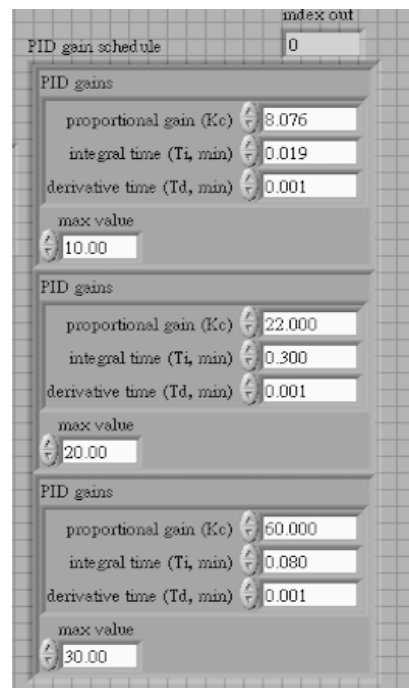 index out
PID gain schedule 0
PID gains
proportional gain (Kc) 8.076
integral time (Ti, min) 0.019
derivative time (Td, min) 0.001
max value
10.00
PID gains
proportional gain (Kc) 22.000
integral time (Ti, min) 0.300
derivative time (Td, min) 0.001
max value
20.00
PID gains
proportional gain (Kc) 60.000
integral time (Ti, min) 0.080
derivative time (Td, min) 0.001
max value
30.00